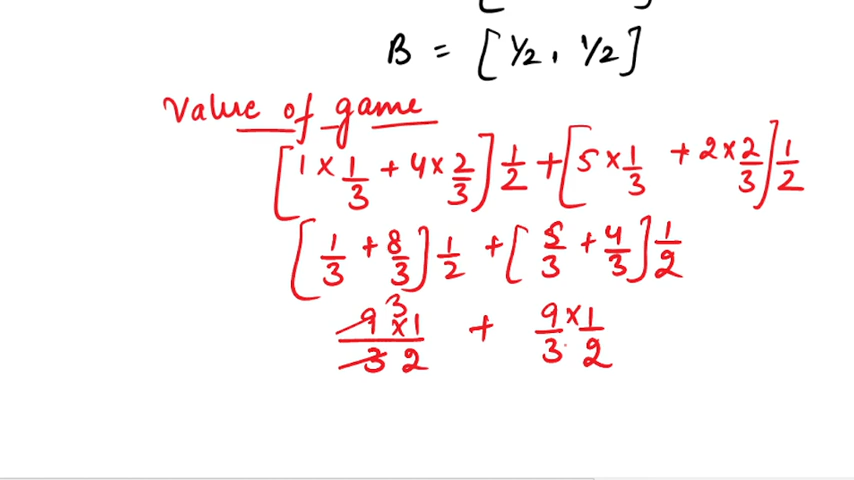 B = [1/2, 1/2]
Value of game
[1 × 1/3 + 4 × 2/3] 1/2 + [5 × 1/3 + 2 × 2/3] 1/2
[1/3 + 8/3] 1/2 + [5/3 + 4/3] 1/2
9 3 × 1 / 3 2 + 9/3 × 1/2